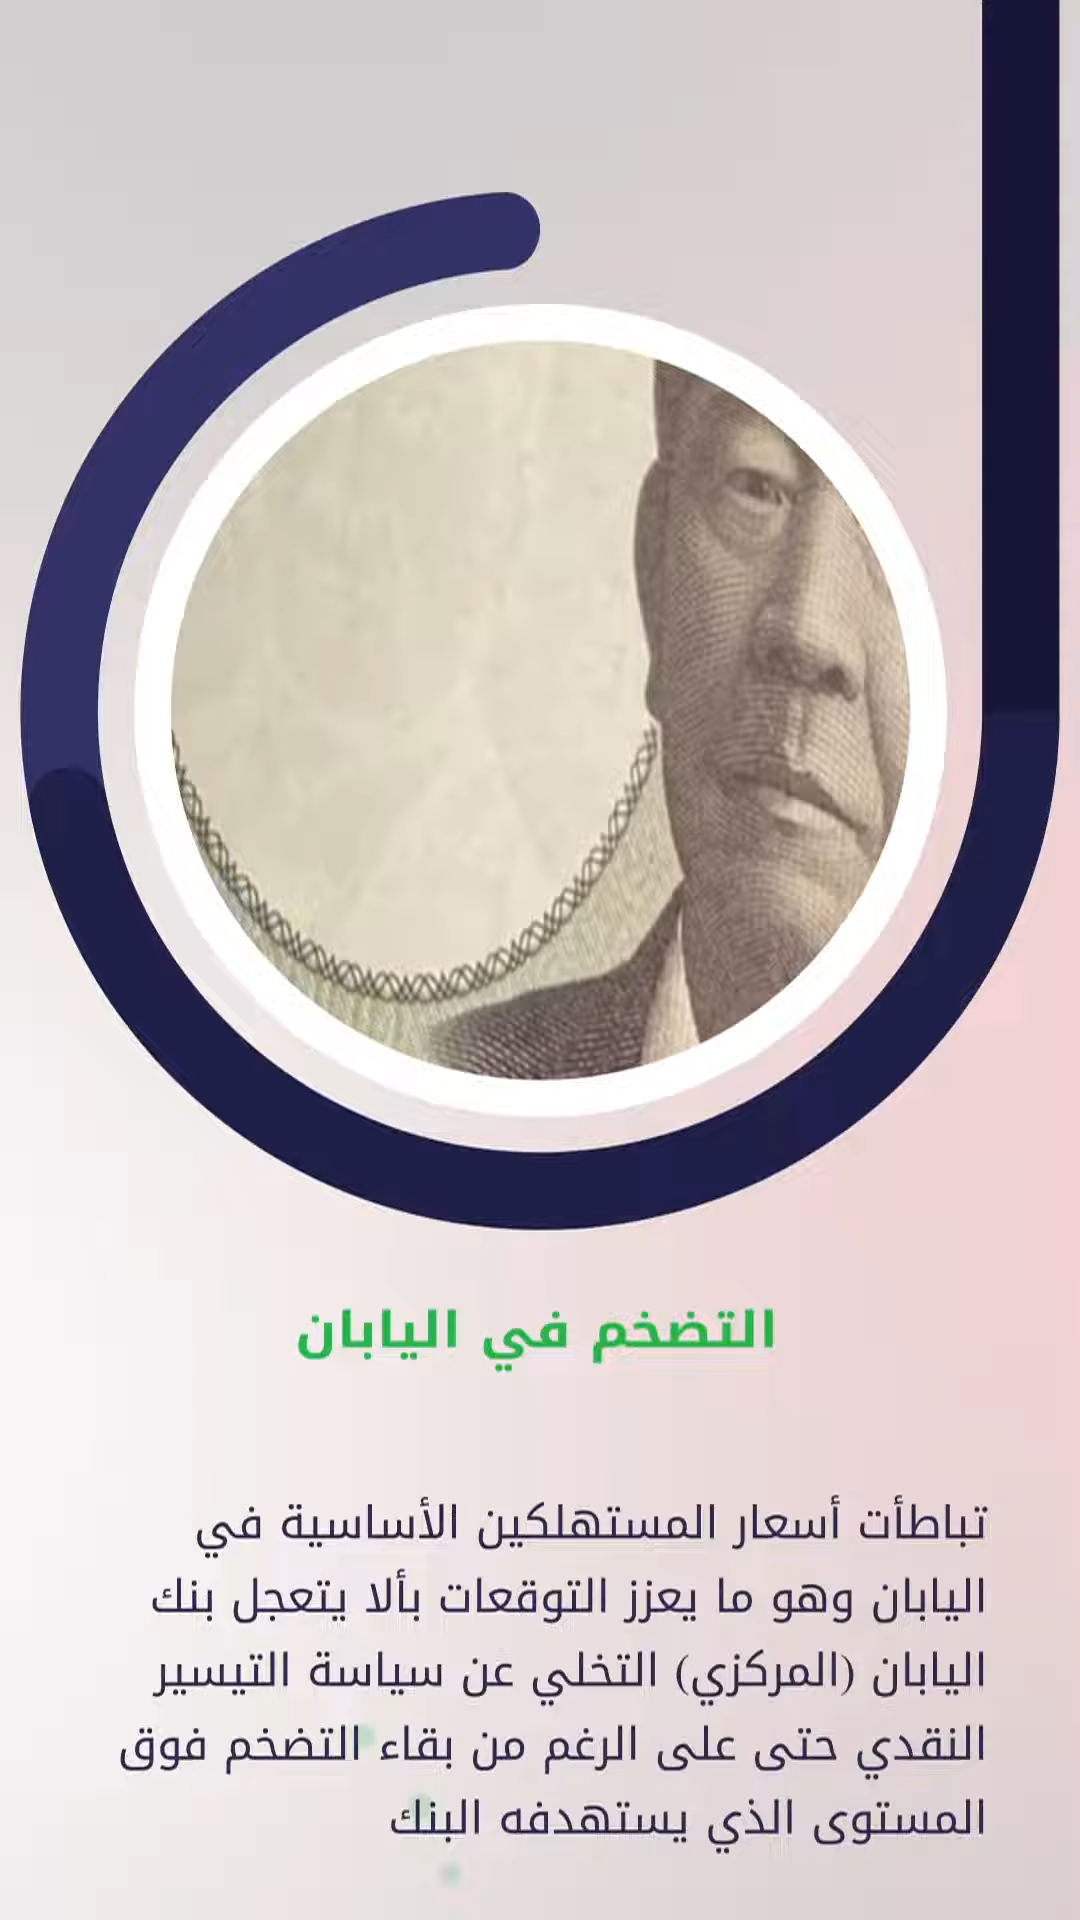 التضخم في اليابان
تباطأت أسعار المستهلكين الأساسية في
اليابان وهو ما يعزز التوقعات بألا يتعجل بنك
اليابان (المركزي) التخلي عن سياسة التيسير
النقدي حتى على الرغم من بقاء التضخم فوق
المستوى الذي يستهدفه البنك